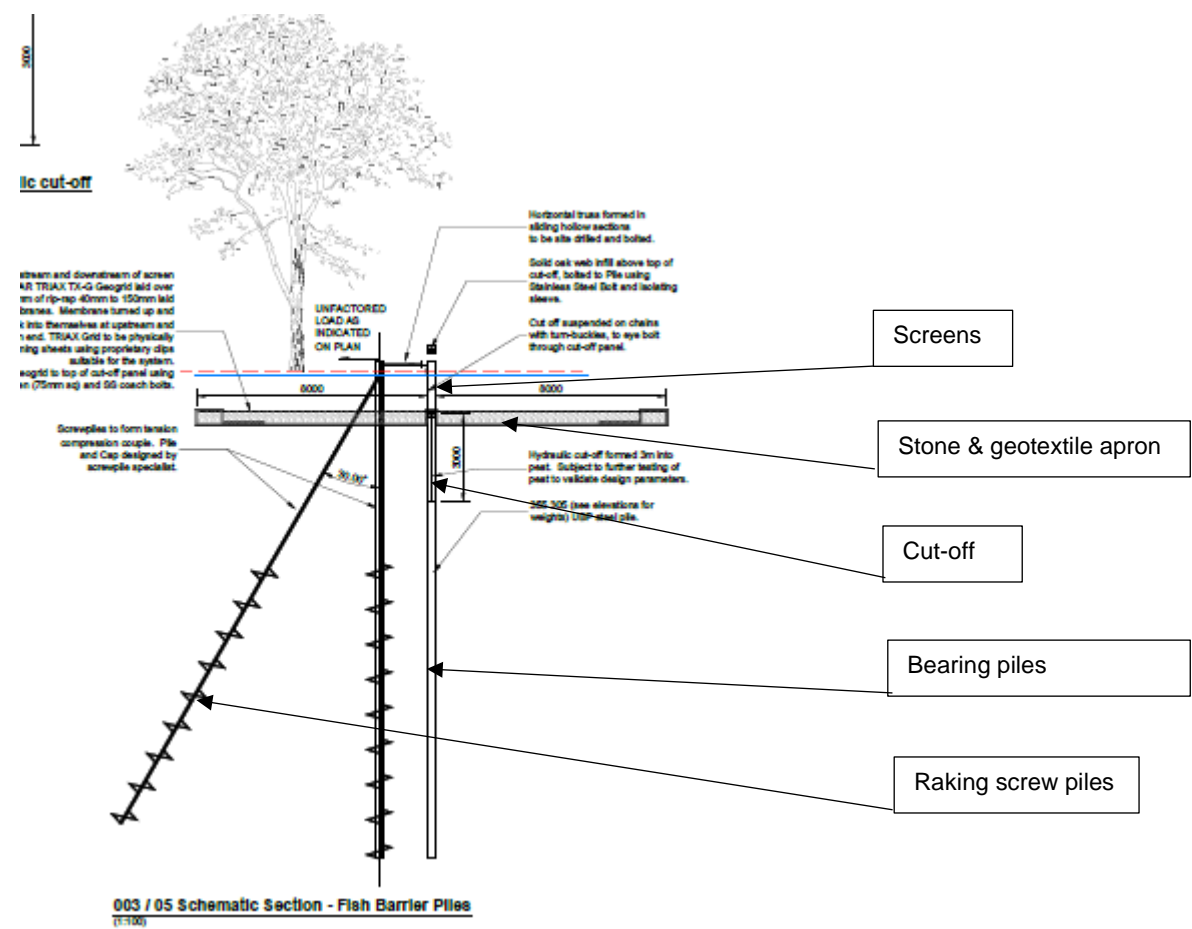 3000
lic cut-off
Horizontal truss formed in
sliding hollow sections
to be site drilled and bolted.
Solid oak web infill above top of
cut-off, bolted to Pile using
Stainless Steel Bolt and isolating
sleeve.
Cut off suspended on chains
with turn-buckles, to eye bolt
through cut-off panel.
stream and downstream of screen
AR TRIAX TX-G Geogrid laid over
m of rip-rap 40mm to 150mm laid
branes. Membrane turned up and
k into themselves at upstream and
end. TRIAX Grid to be physically
ning sheets using proprietary clips
suitable for the system.
eogrid to top of cut-off panel using
en (75mm sq) and SS coach bolts.
UNFACTORED
LOAD AS
INDICATED
ON PLAN
8000
8000
Screwpiles to form tension
compression couple. Pile
and Cap designed by
screwpile specialist.
30.00°
3000
Hydraulic cut-off formed 3m into
peat. Subject to further testing of
peat to validate design parameters.
305 (see elevations for
weights) UBP steel pile.
Screens
Stone & geotextile apron
Cut-off
Bearing piles
Raking screw piles
003 / 05 Schematic Section - Fish Barrier Piles
(1:100)